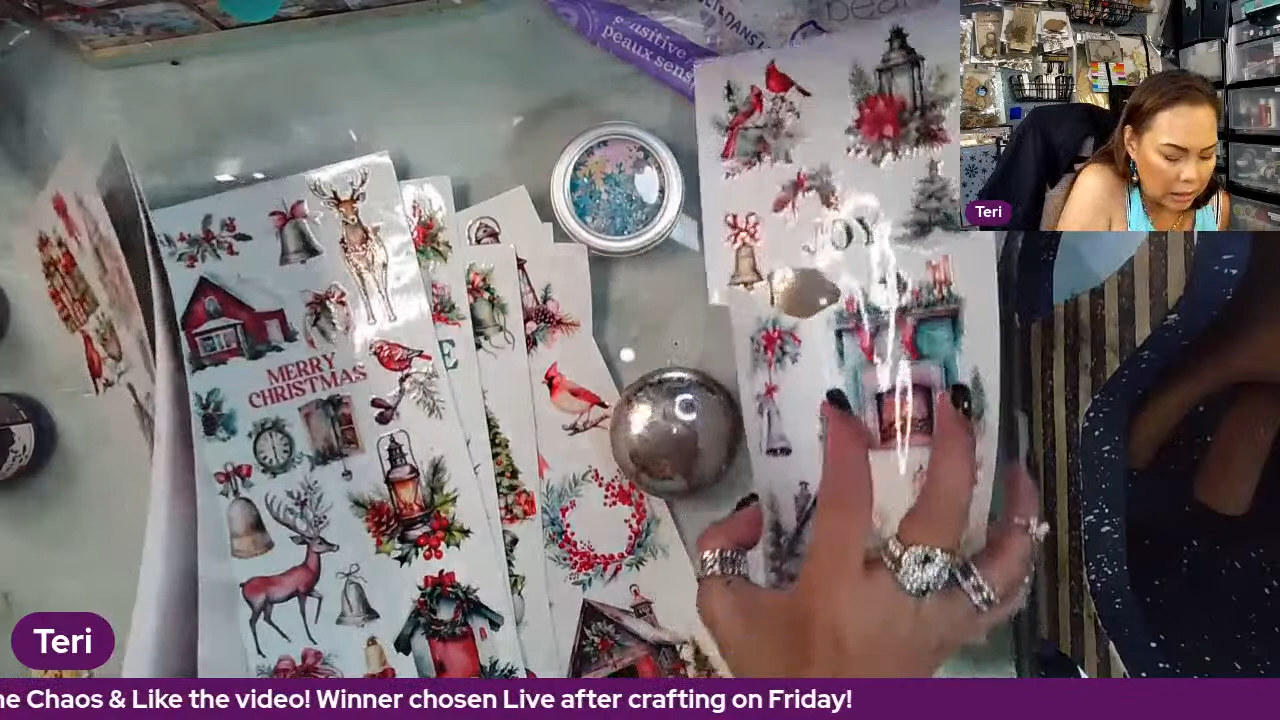 sensitive
peaux sens
JOY
Teri
MERRY
CHRISTMAS
E
Teri
ne Chaos & Like the video! Winner chosen Live after crafting on Friday!